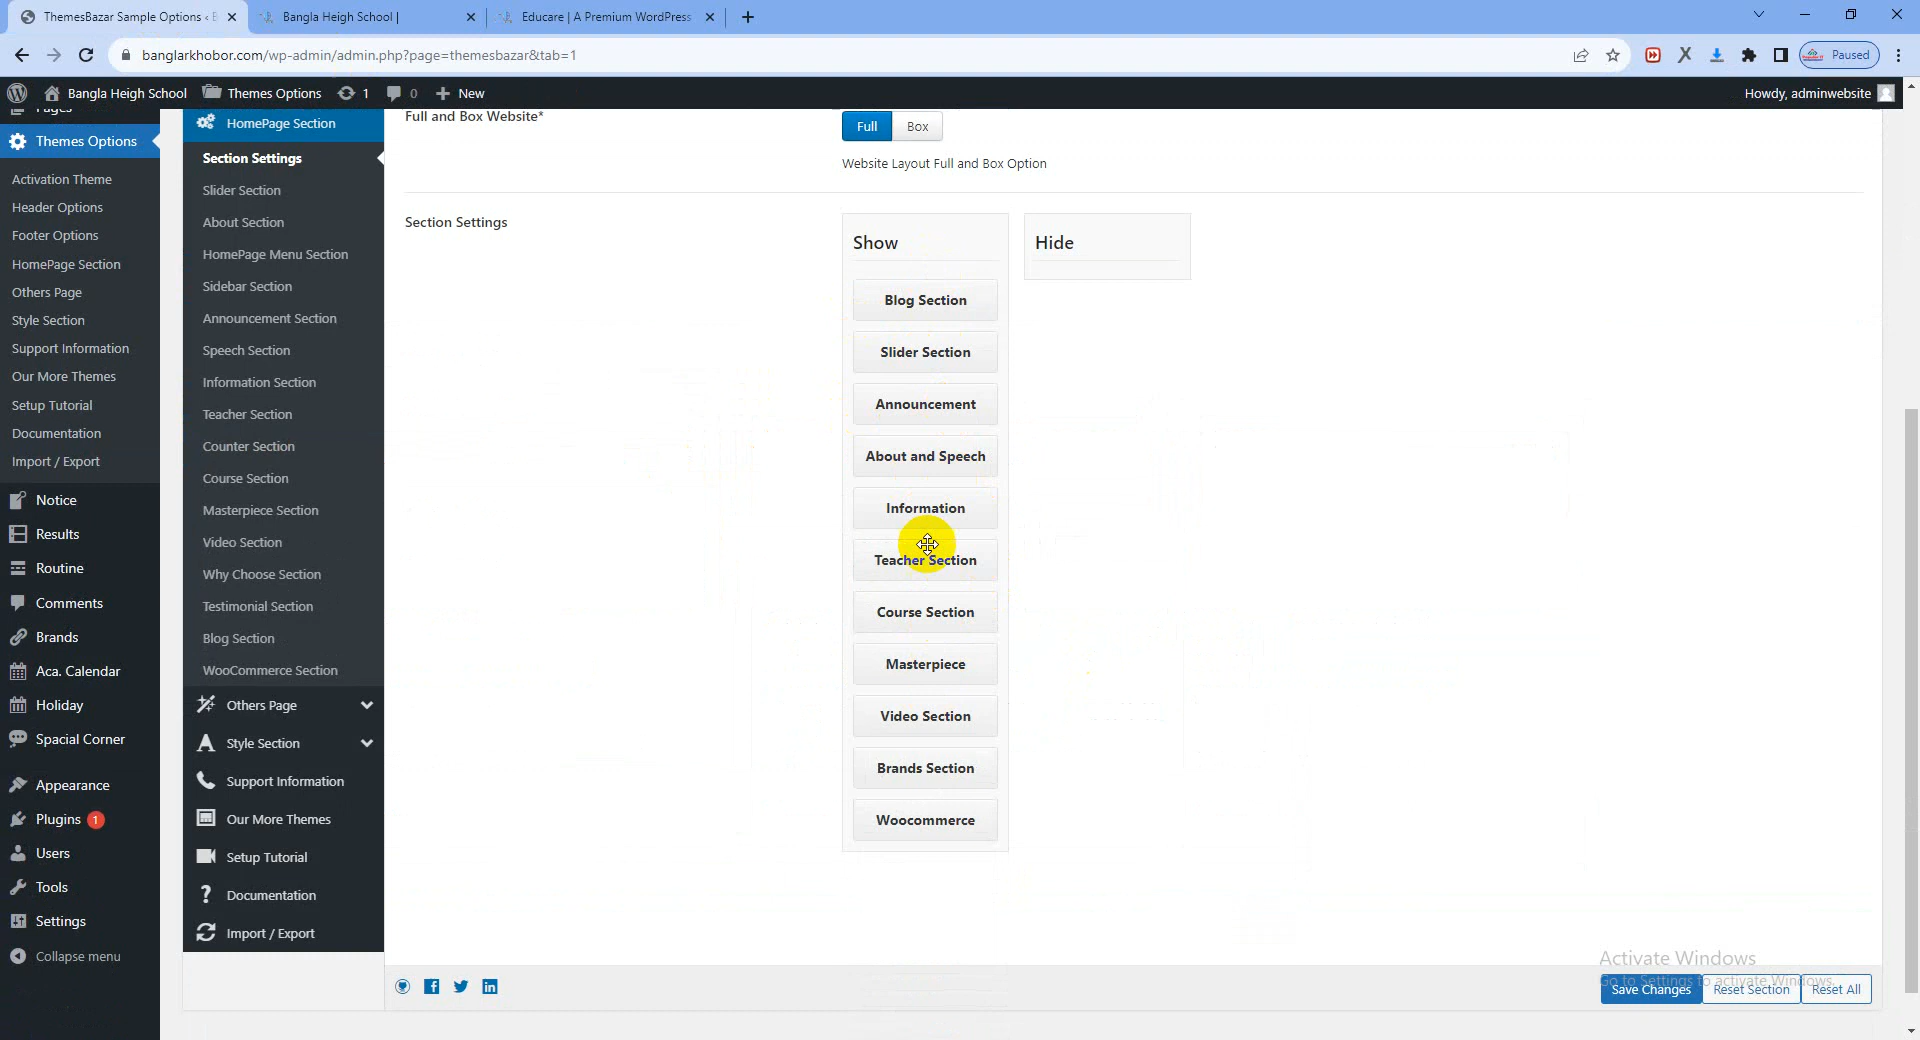 ThemesBazar Sample Options ‹ B
Bangla Heigh School |
Educare | A Premium WordPress
banglarkhobor.com/wp-admin/admin.php?page=themesbazar&tab=1
Paused
Bangla Heigh School
Themes Options
1
0
New
Howdy, adminwebsite
Pages
Themes Options
Activation Theme
Header Options
Footer Options
HomePage Section
Others Page
Style Section
Support Information
Our More Themes
Setup Tutorial
Documentation
Import / Export
Notice
Results
Routine
Comments
Brands
Aca. Calendar
Holiday
Spacial Corner
Appearance
Plugins 1
Users
Tools
Settings
Collapse menu
HomePage Section
Section Settings
Slider Section
About Section
HomePage Menu Section
Sidebar Section
Announcement Section
Speech Section
Information Section
Teacher Section
Counter Section
Course Section
Masterpiece Section
Video Section
Why Choose Section
Testimonial Section
Blog Section
WooCommerce Section
Others Page
Style Section
Support Information
Our More Themes
Setup Tutorial
Documentation
Import / Export
Full and Box Website*
Full
Box
Website Layout Full and Box Option
Section Settings
Show
Blog Section
Slider Section
Announcement
About and Speech
Information
Teacher Section
Course Section
Masterpiece
Video Section
Brands Section
Woocommerce
Hide
Activate Windows
Go to Settings to activate Windows.
Save Changes
Reset Section
Reset All